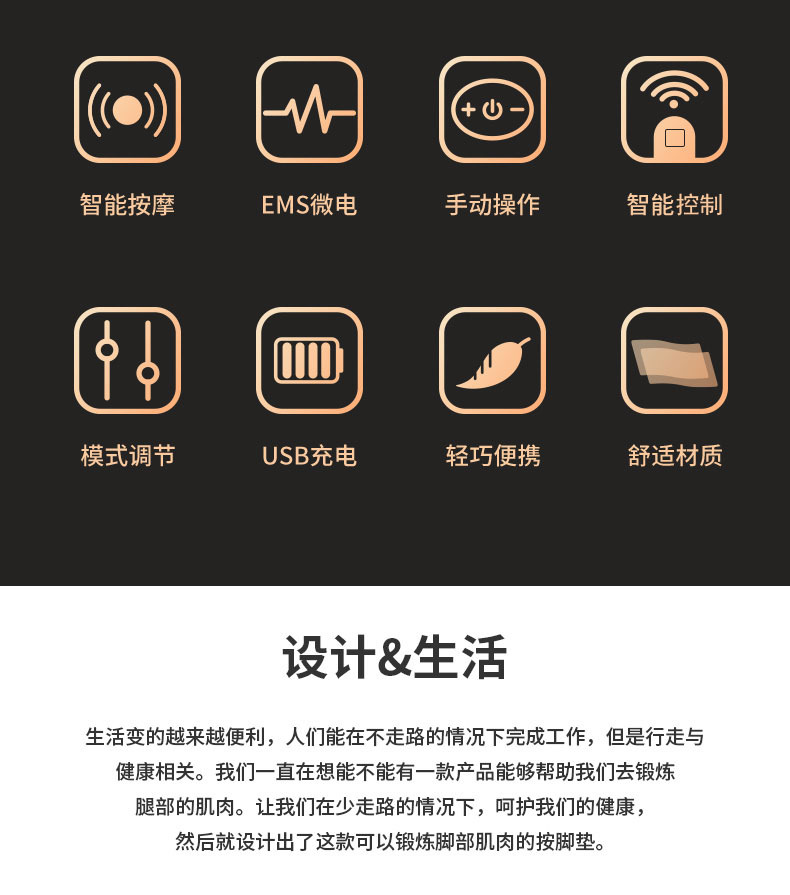 智能按摩 EMS微电 手动操作 智能控制
模式调节 USB充电 轻巧便携 舒适材质
设计&生活
生活变的越来越便利，人们能在不走路的情况下完成工作，但是行走与
健康相关。我们一直在想能不能有一款产品能够帮助我们去锻炼
腿部的肌肉。让我们在少走路的情况下，呵护我们的健康，
然后就设计出了这款可以锻炼脚部肌肉的按脚垫。